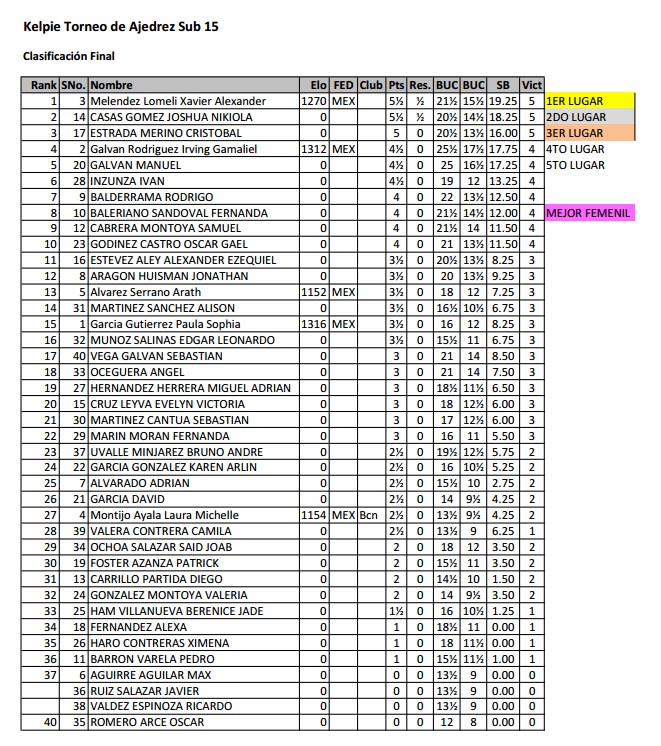 Kelpie Torneo de Ajedrez Sub 15
Clasificación Final
Rank SNo. Nombre Elo FED Club Pts Res. BUC BUC SB Vict
1 3 Melendez Lomeli Xavier Alexander 1270 MEX 5½ ½ 21½ 15½ 19.25 5 1ER LUGAR
2 14 CASAS GOMEZ JOSHUA NIKIOLA 0 5½ ½ 20½ 14½ 18.25 5 2DO LUGAR
3 17 ESTRADA MERINO CRISTOBAL 0 5 0 20½ 13½ 16.00 5 3ER LUGAR
4 2 Galvan Rodriguez Irving Gamaliel 1312 MEX 4½ 0 25½ 17½ 17.75 4 4TO LUGAR
5 20 GALVAN MANUEL 0 4½ 0 25 16½ 17.25 4 5TO LUGAR
6 28 INZUNZA IVAN 0 4½ 0 19 12 13.25 4
7 9 BALDERRAMA RODRIGO 0 4 0 22 13½ 12.50 4
8 10 BALERIANO SANDOVAL FERNANDA 0 4 0 21½ 14½ 12.00 4 MEJOR FEMENIL
9 12 CABRERA MONTOYA SAMUEL 0 4 0 21½ 14 11.50 4
10 23 GODINEZ CASTRO OSCAR GAEL 0 4 0 21 13½ 11.50 4
11 16 ESTEVEZ ALEY ALEXANDER EZEQUIEL 0 3½ 0 20½ 13½ 8.25 3
12 8 ARAGON HUISMAN JONATHAN 0 3½ 0 20 13½ 9.25 3
13 5 Alvarez Serrano Arath 1152 MEX 3½ 0 18 12 7.25 3
14 31 MARTINEZ SANCHEZ ALISON 0 3½ 0 16½ 10½ 6.75 3
15 1 Garcia Gutierrez Paula Sophia 1316 MEX 3½ 0 16 12 8.25 3
16 32 MUNOZ SALINAS EDGAR LEONARDO 0 3½ 0 15½ 11 6.75 3
17 40 VEGA GALVAN SEBASTIAN 0 3 0 21 14 8.50 3
18 33 OCEGUERA ANGEL 0 3 0 21 14 7.50 3
19 27 HERNANDEZ HERRERA MIGUEL ADRIAN 0 3 0 18½ 11½ 6.50 3
20 15 CRUZ LEYVA EVELYN VICTORIA 0 3 0 18 12½ 6.00 3
21 30 MARTINEZ CANTUA SEBASTIAN 0 3 0 17 12½ 6.00 3
22 29 MARIN MORAN FERNANDA 0 3 0 16 11 5.50 3
23 37 UVALLE MINJAREZ BRUNO ANDRE 0 2½ 0 19½ 12½ 5.75 2
24 22 GARCIA GONZALEZ KAREN ARLIN 0 2½ 0 16 10½ 5.25 2
25 7 ALVARADO ADRIAN 0 2½ 0 15½ 10 2.75 2
26 21 GARCIA DAVID 0 2½ 0 14 9½ 4.25 2
27 4 Montijo Ayala Laura Michelle 1154 MEX Bcn 2½ 0 13½ 9½ 4.25 2
28 39 VALERA CONTRERA CAMILA 0 2½ 0 13½ 9 6.25 1
29 34 OCHOA SALAZAR SAID JOAB 0 2 0 18 12 3.50 2
30 19 FOSTER AZANZA PATRICK 0 2 0 15½ 11 3.50 2
31 13 CARRILLO PARTIDA DIEGO 0 2 0 14½ 10 1.50 2
32 24 GONZALEZ MONTOYA VALERIA 0 2 0 14 9½ 3.50 2
33 25 HAM VILLANUEVA BERENICE JADE 0 1½ 0 16 10½ 1.25 1
34 18 FERNANDEZ ALEXA 0 1 0 18½ 11 0.00 1
35 26 HARO CONTRERAS XIMENA 0 1 0 18 11½ 0.00 1
36 11 BARRON VARELA PEDRO 0 1 0 15½ 11½ 1.00 1
37 6 AGUIRRE AGUILAR MAX 0 0 0 13½ 9 0.00 0
36 RUIZ SALAZAR JAVIER 0 0 0 13½ 9 0.00 0
38 VALDEZ ESPINOZA RICARDO 0 0 0 13½ 9 0.00 0
40 35 ROMERO ARCE OSCAR 0 0 0 12 8 0.00 0